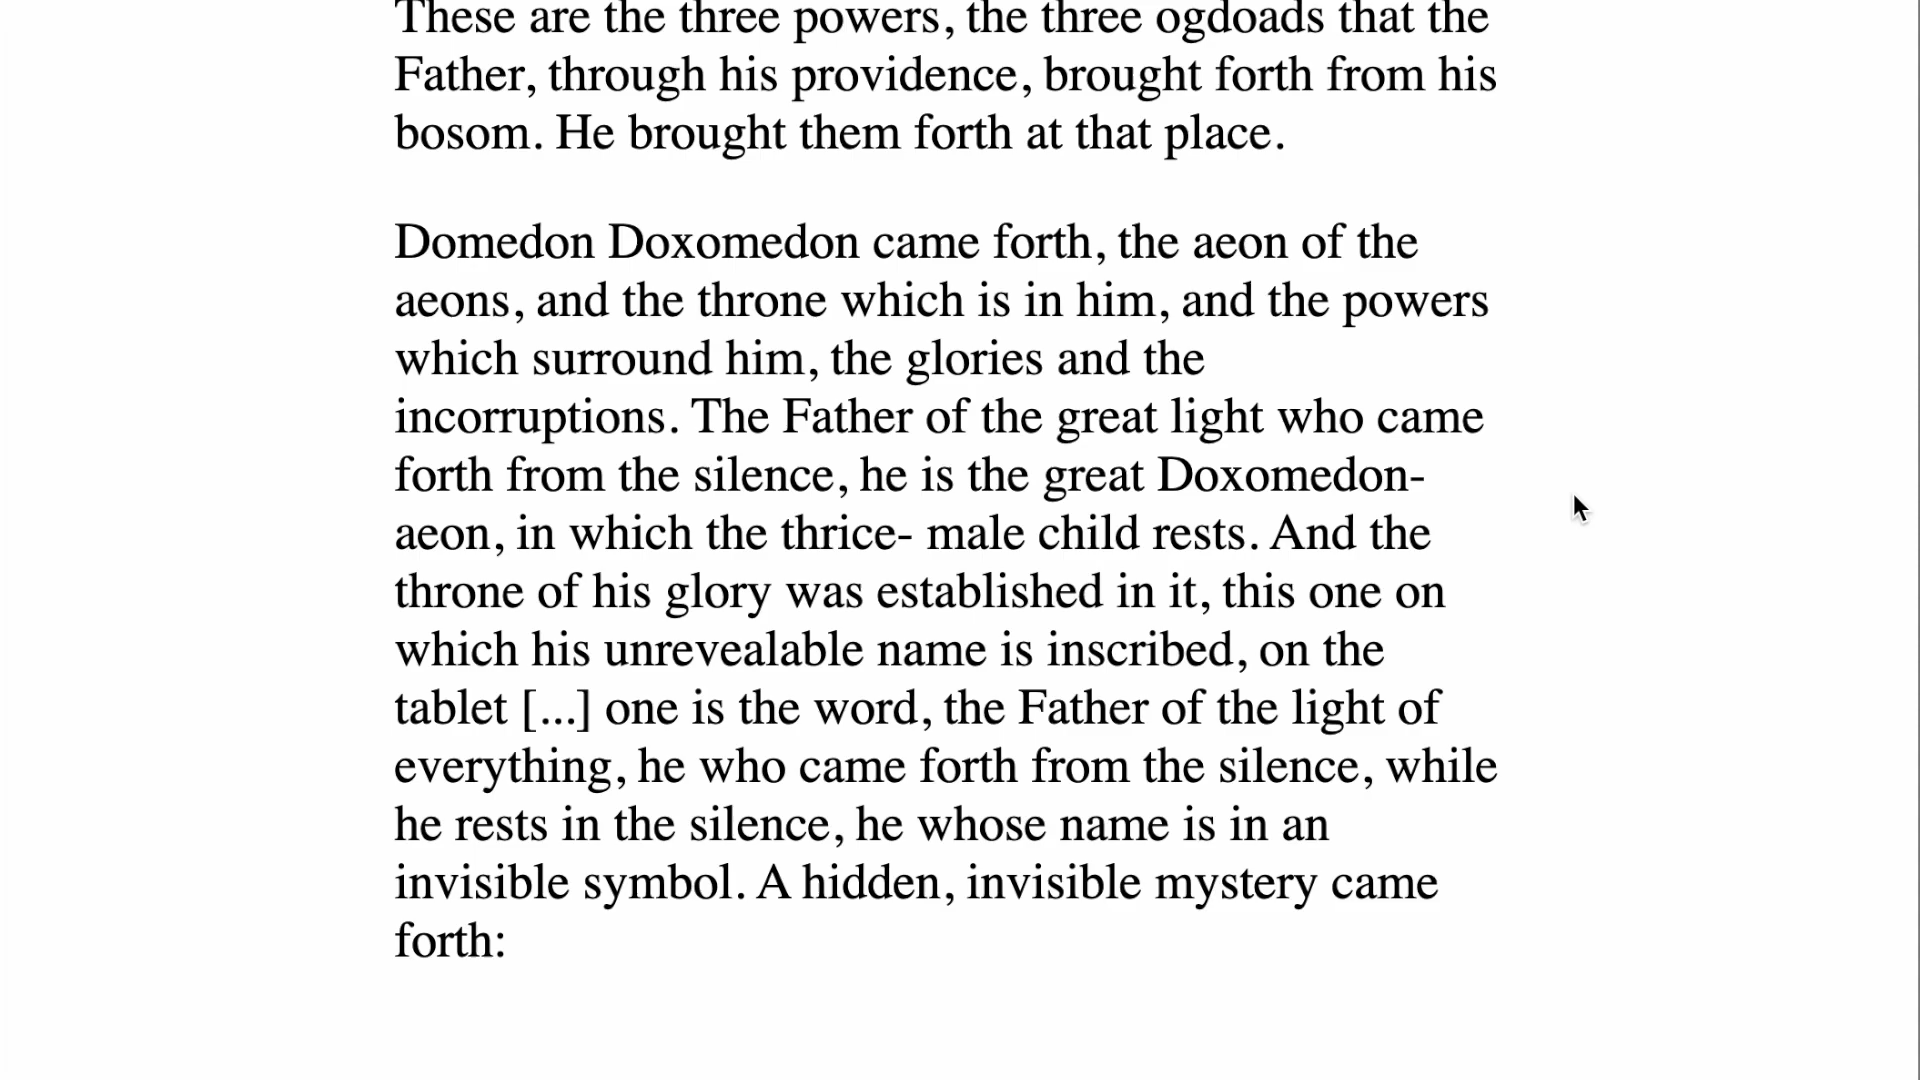 These are the three powers, the three ogdoads that the
Father, through his providence, brought forth from his
bosom. He brought them forth at that place.
Domedon Doxomedon came forth, the aeon of the
aeons, and the throne which is in him, and the powers
which surround him, the glories and the
incorruptions. The Father of the great light who came
forth from the silence, he is the great Doxomedon-
aeon, in which the thrice- male child rests. And the
throne of his glory was established in it, this one on
which his unrevealable name is inscribed, on the
tablet [...] one is the word, the Father of the light of
everything, he who came forth from the silence, while
he rests in the silence, he whose name is in an
invisible symbol. A hidden, invisible mystery came
forth: